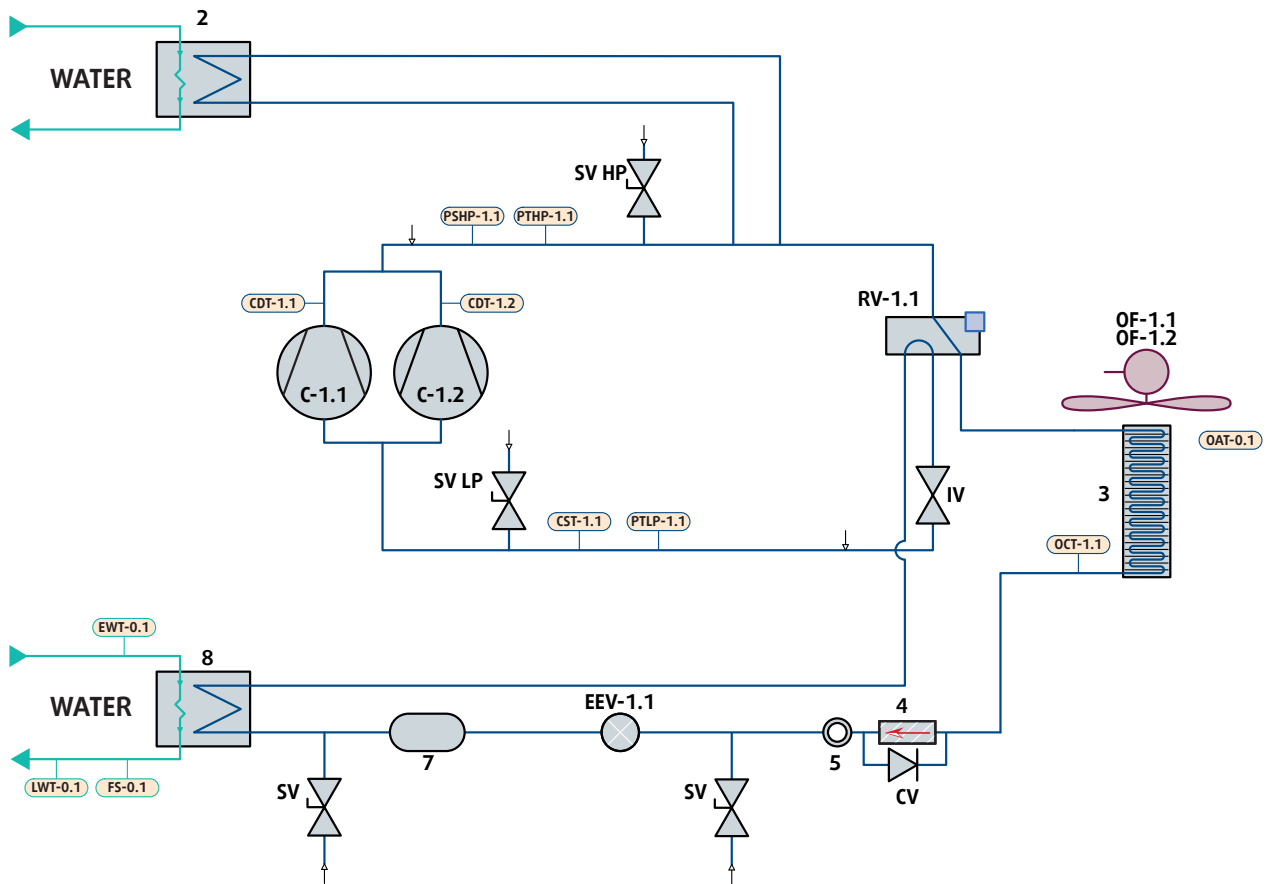 2
WATER
SV HP
PSHP-1.1
PTHP-1.1
CDT-1.1
CDT-1.2
RV-1.1
OF-1.1
OF-1.2
C-1.1
C-1.2
OAT-0.1
SV LP
IV
3
CST-1.1
PTLP-1.1
OCT-1.1
EWT-0.1
8
WATER
EEV-1.1
4
7
5
LWT-0.1
FS-0.1
SV
SV
CV